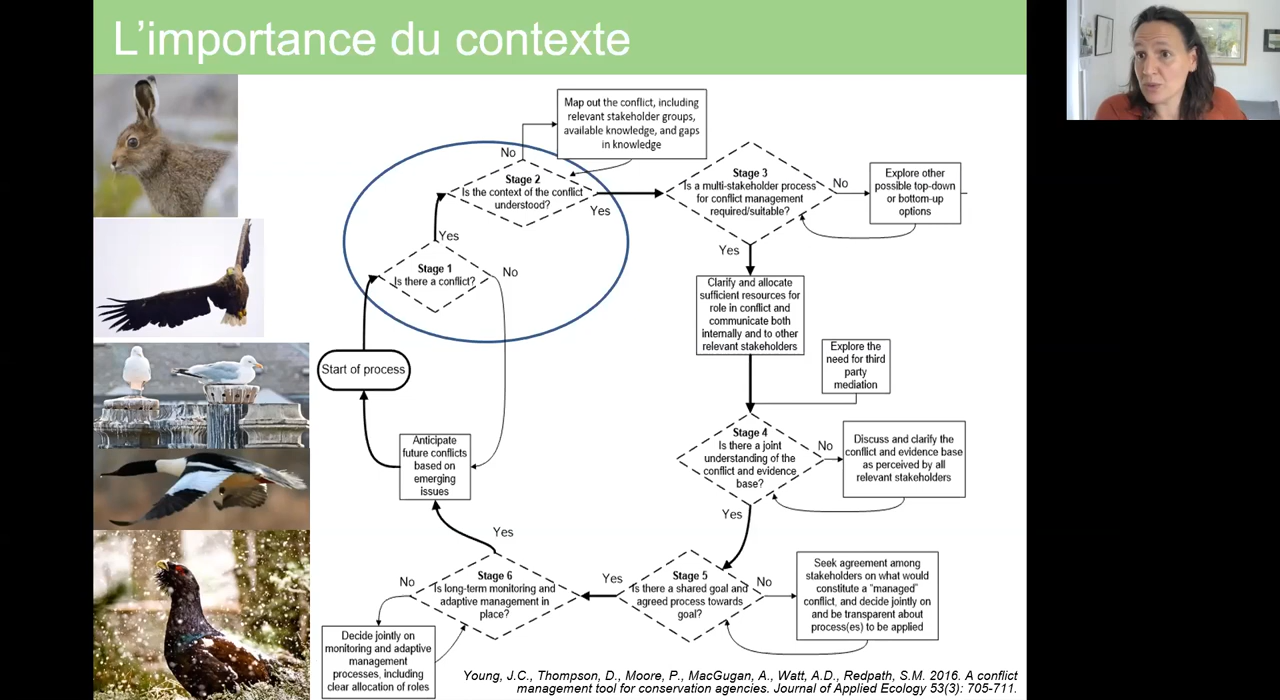 L'importance du contexte
Map out the conflict, including
relevant stakeholder groups,
available knowledge, and gaps
in knowledge
No
Stage 2
Is the context of the conflict
understood?
Yes
Stage 3
Is a multi-stakeholder process
for conflict management
required/suitable?
No
Explore other
possible top-down
or bottom-up
options
Yes
Stage 1
Is there a conflict?
No
Yes
Clarify and allocate
sufficient resources for
role in conflict and
communicate both
internally and to other
relevant stakeholders
Start of process
Explore the
need for third
party
mediation
Stage 4
Is there a joint
understanding of the
conflict and evidence
base?
No
Discuss and clarify the
conflict and evidence base
as perceived by all
relevant stakeholders
Anticipate
future conflicts
based on
emerging
issues
Yes
Yes
Stage 6
Is long-term monitoring and
adaptive management in
place?
No
Yes
Stage 5
Is there a shared goal and
agreed process towards
goal?
No
Seek agreement among
stakeholders on what would
constitute a "managed"
conflict, and decide jointly on
and be transparent about
process(es) to be applied
Decide jointly on
monitoring and adaptive
management
processes, including
clear allocation of roles
Young, J.C., Thompson, D., Moore, P., MacGugan, A., Watt, A.D., Redpath, S.M. 2016. A conflict
management tool for conservation agencies. Journal of Applied Ecology 53(3): 705-711.